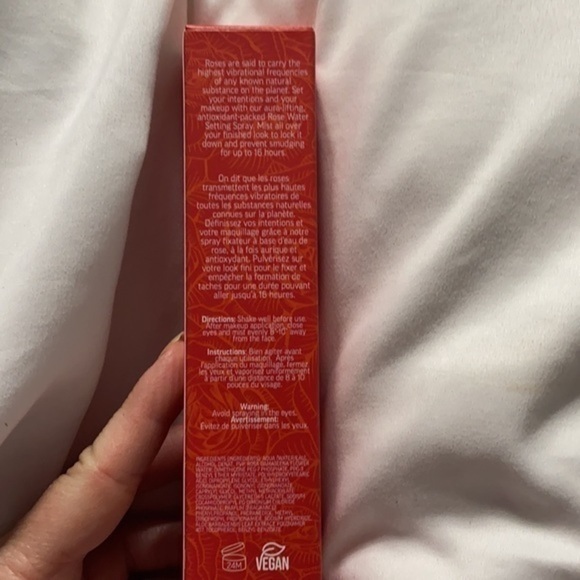 Roses are said to carry the
highest vibrational frequencies
of any known natural
substance on the planet. Set
your intentions and your
makeup with our aura-lifting,
antioxidant-packed Rose Water
Setting Spray. Mist all over
your finished look to lock it
down and prevent smudging
for up to 16 hours.
On dit que les roses
transmettent les plus hautes
fréquences vibratoires de
toutes les substances naturelles
connues sur la planète.
Définissez vos intentions et
votre maquillage grâce à notre
spray fixateur à base d'eau de
rose, à la fois aurique et
antioxydant. Pulvérisez sur
votre look fini pour le fixer et
empêcher la formation de
taches pour une durée pouvant
aller jusqu'à 16 heures.
Directions: Shake well before use.
After makeup application, close
eyes and mist evenly 8"-10" away
from the face.
Instructions: Bien agiter avant
chaque utilisation. Après
l'application du maquillage, fermez
les yeux et vaporisez uniformément
à partir d'une distance de 8 à 10
pouces du visage.
Warning:
Avoid spraying in the eyes.
Avertissement:
Évitez de pulvériser dans les yeux.
ALCOHOL DENAT.
24M
VEGAN